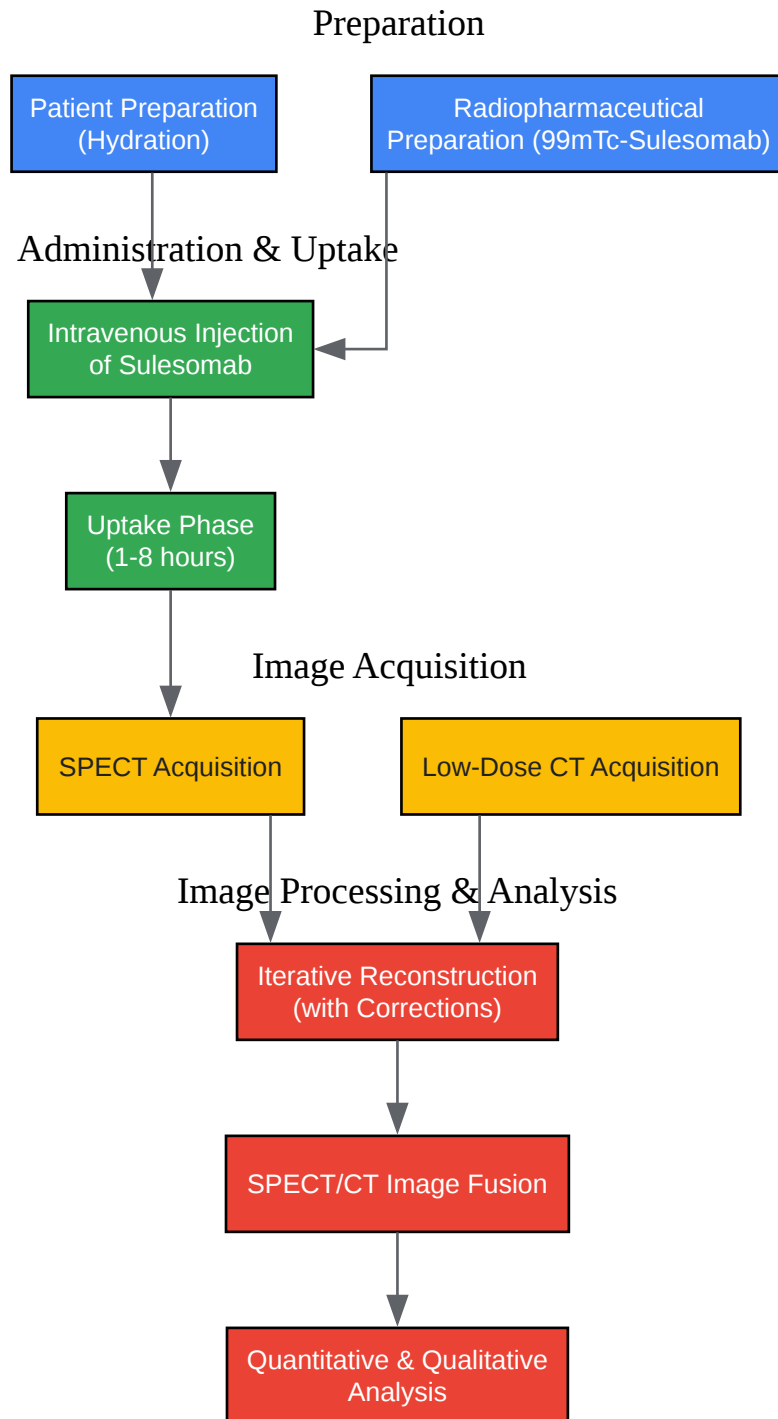 Preparation
Patient Preparation
(Hydration)
Radiopharmaceutical
Preparation (99mTc-Sulesomab)
Administration & Uptake
Intravenous Injection
of Sulesomab
Uptake Phase
(1-8 hours)
Image Acquisition
SPECT Acquisition
Low-Dose CT Acquisition
Image Processing & Analysis
Iterative Reconstruction
(with Corrections)
SPECT/CT Image Fusion
Quantitative & Qualitative
Analysis